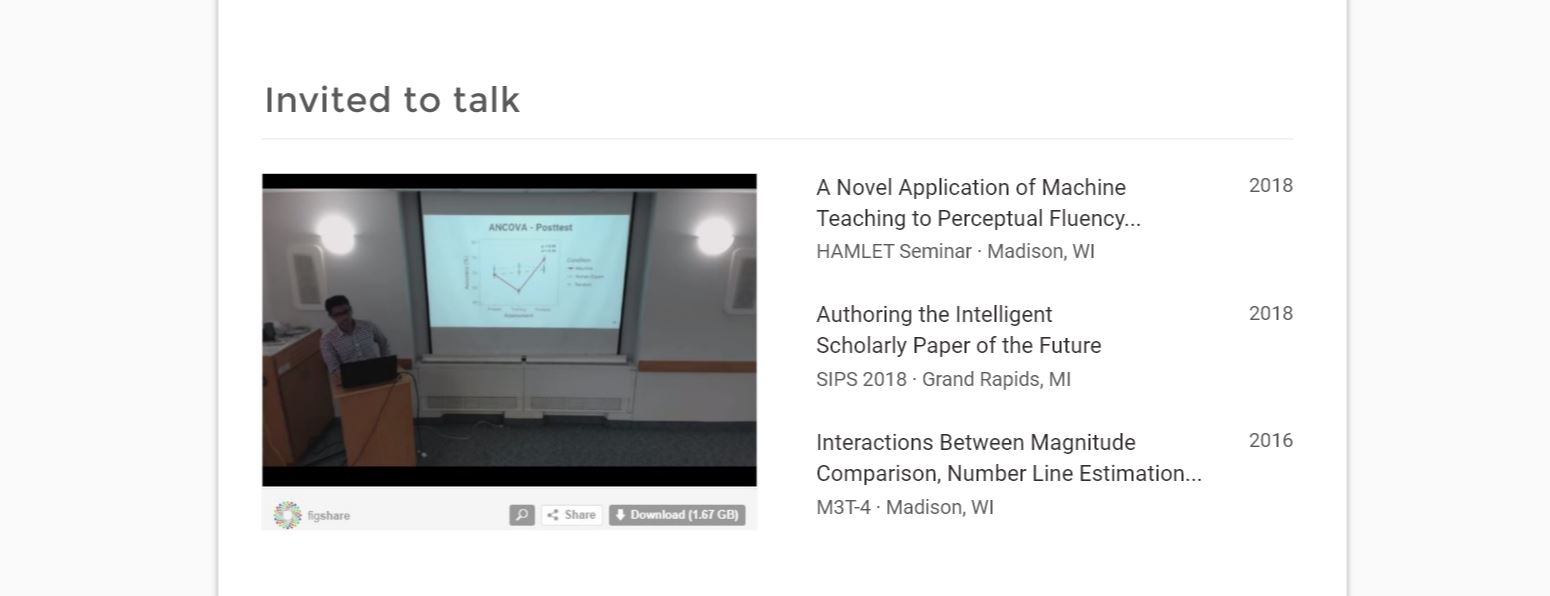 Invited to talk
ANCOVA - Posttest
Condition
Assessment
figshare
Share
Download (1.67 GB)
A Novel Application of Machine
Teaching to Perceptual Fluency...
2018
HAMLET Seminar · Madison, WI
Authoring the Intelligent
Scholarly Paper of the Future
2018
SIPS 2018 · Grand Rapids, MI
Interactions Between Magnitude
Comparison, Number Line Estimation...
2016
M3T-4 · Madison, WI